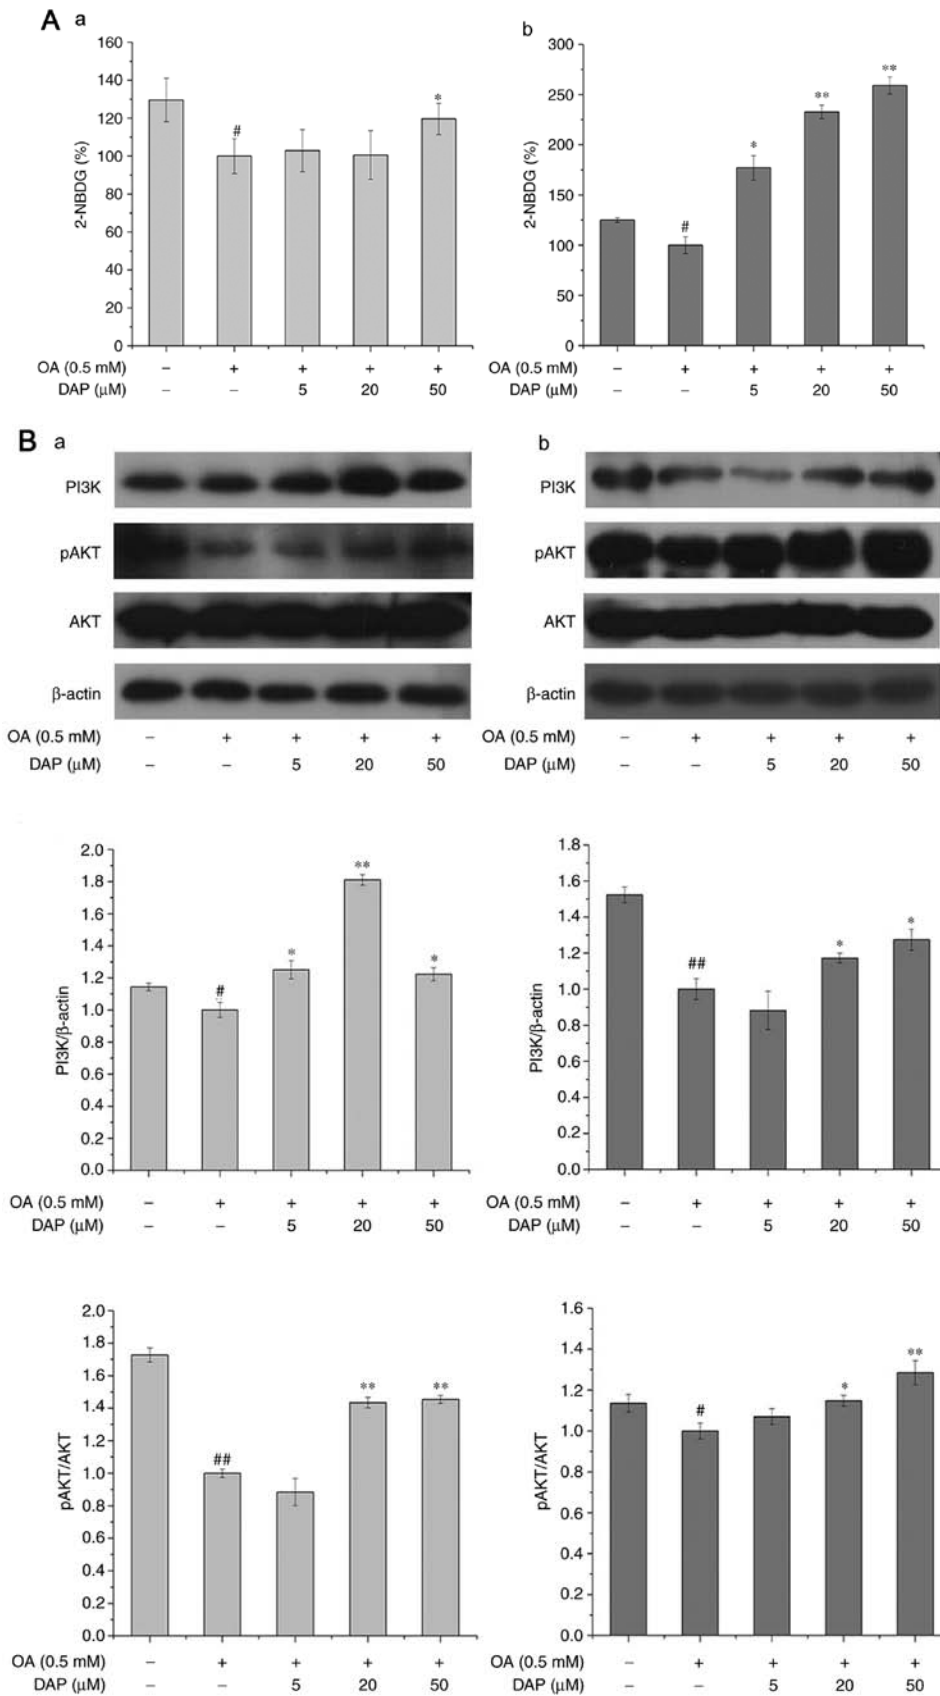 A a
160
140
120
100
80
60
40
20
0
2-NBDG (%)
#
*
OA (0.5 mM) – + + + +
DAP (μM) – – 5 20 50
b
300
250
200
150
125
100
50
0
2-NBDG (%)
#
*
**
**
OA (0.5 mM) – + + + +
DAP (μM) – – 5 20 50
B a
PI3K
pAKT
AKT
β-actin
OA (0.5 mM) – + + + +
DAP (μM) – – 5 20 50
b
PI3K
pAKT
AKT
β-actin
OA (0.5 mM) – + + + +
DAP (μM) – – 5 20 50
2.0
1.8
1.6
1.4
1.2
1.0
0.8
0.6
0.4
0.2
0.0
PI3K/β-actin
#
*
**
*
OA (0.5 mM) – + + + +
DAP (μM) – – 5 20 50
1.8
1.6
1.4
1.2
1.0
0.8
0.6
0.4
0.2
0.0
PI3K/β-actin
##
*
*
OA (0.5 mM) – + + + +
DAP (μM) – – 5 20 50
2.0
1.8
1.6
1.4
1.2
1.0
0.8
0.6
0.4
0.2
0.0
pAKT/AKT
##
**
**
OA (0.5 mM) – + + + +
DAP (μM) – – 5 20 50
1.6
1.4
1.2
1.0
0.8
0.6
0.4
0.2
0.0
pAKT/AKT
#
*
**
OA (0.5 mM) – + + + +
DAP (μM) – – 5 20 50